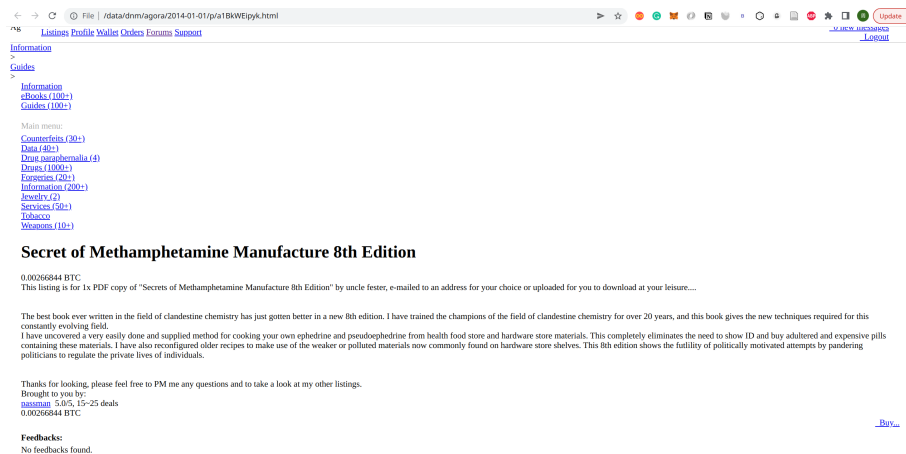 File | /data/dnm/agora/2014-01-01/p/a1BkWEipyk.html
Update
Ag
Listings Profile Wallet Orders Forums Support
0 new messages
Logout
Information
>
Guides
>
Information
eBooks (100+)
Guides (100+)
Main menu:
Counterfeits (30+)
Data (40+)
Drug paraphernalia (4)
Drugs (1000+)
Forgeries (20+)
Information (200+)
Jewelry (2)
Services (50+)
Tobacco
Weapons (10+)
Secret of Methamphetamine Manufacture 8th Edition
0.00266844 BTC
This listing is for 1x PDF copy of "Secrets of Methamphetamine Manufacture 8th Edition" by uncle fester, e-mailed to an address for your choice or uploaded for you to download at your leisure....
The best book ever written in the field of clandestine chemistry has just gotten better in a new 8th edition. I have trained the champions of the field of clandestine chemistry for over 20 years, and this book gives the new techniques required for this
constantly evolving field.
I have uncovered a very easily done and supplied method for cooking your own ephedrine and pseudoephedrine from health food store and hardware store materials. This completely eliminates the need to show ID and buy adultered and expensive pills
containing these materials. I have also reconfigured older recipes to make use of the weaker or polluted materials now commonly found on hardware store shelves. This 8th edition shows the futlility of politically motivated attempts by pandering
politicians to regulate the private lives of individuals.
Thanks for looking, please feel free to PM me any questions and to take a look at my other listings.
Brought to you by:
passman 5.0/5, 15~25 deals
0.00266844 BTC
Buy...
Feedbacks:
No feedbacks found.